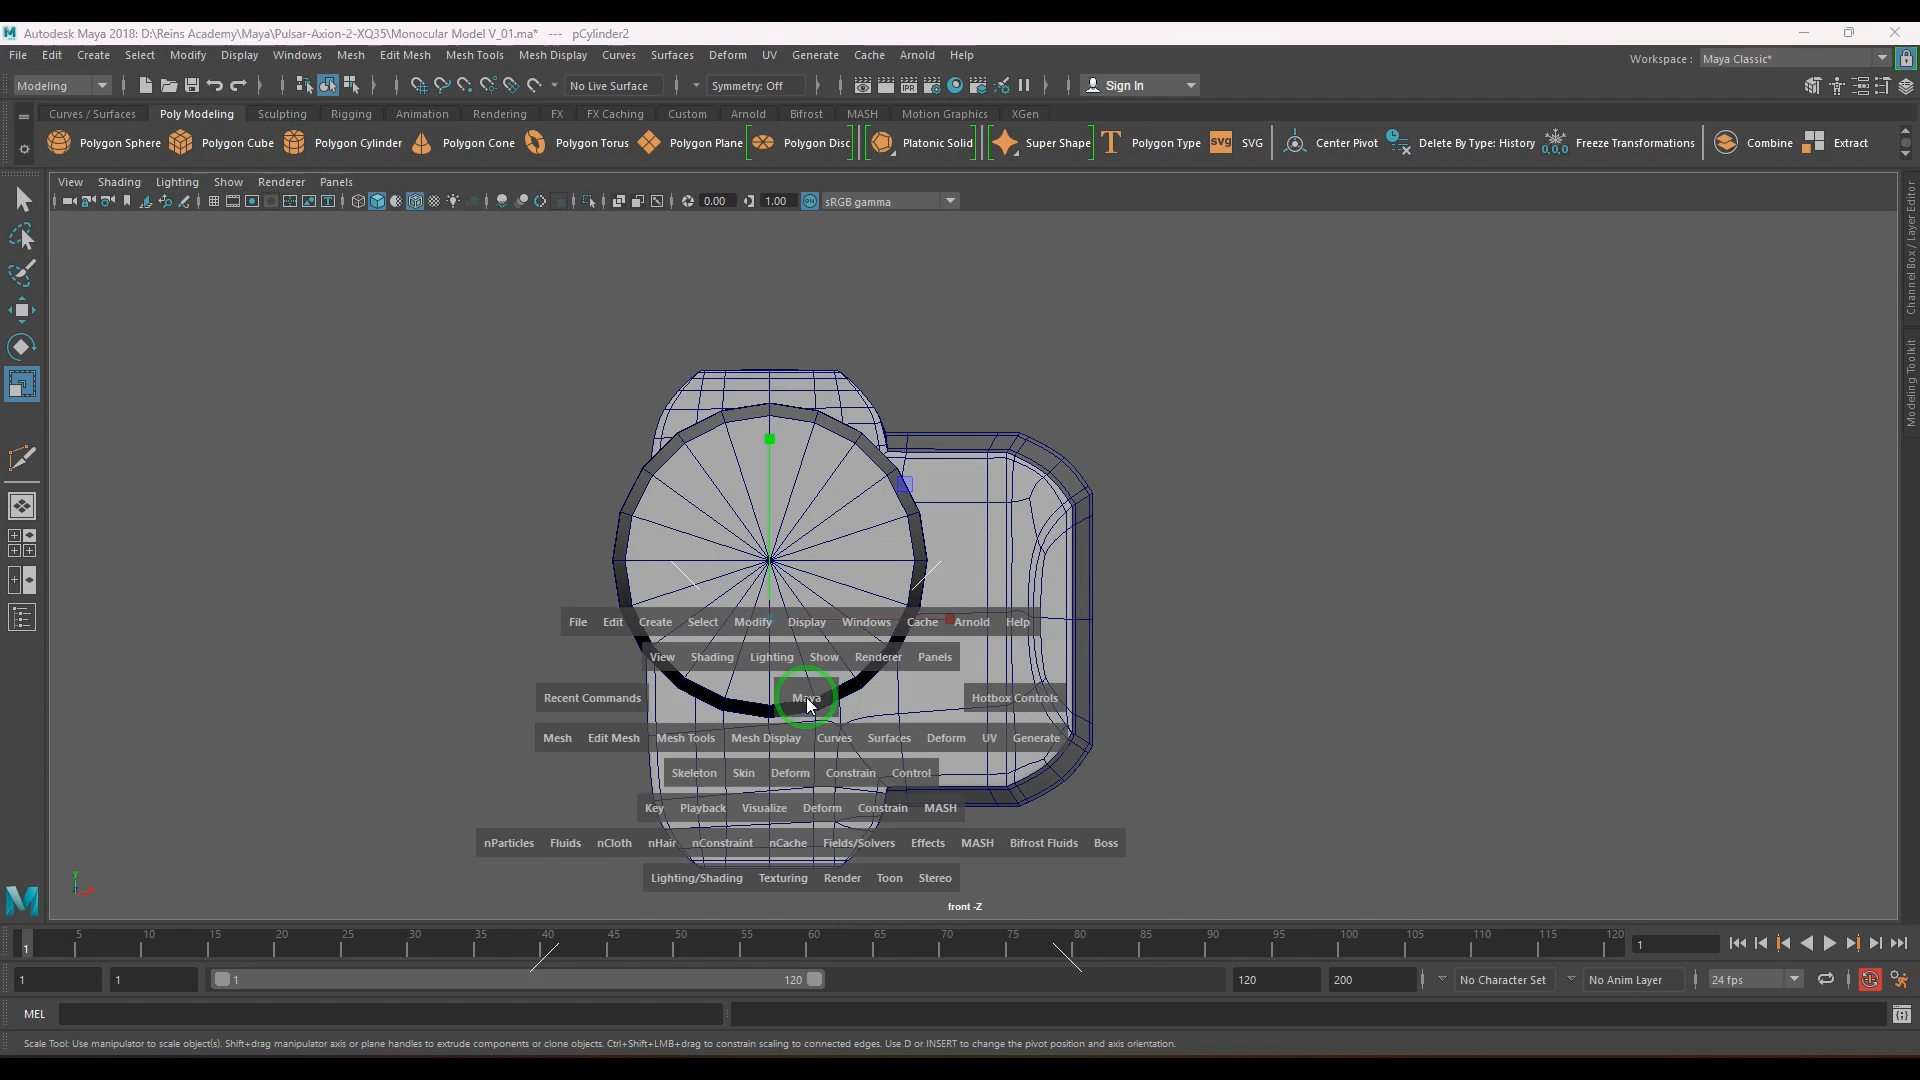 Autodesk Maya 2018: D:\Reins Academy\Maya\Pulsar-Axion-2-XQ35\Monocular Model V_01.ma* --- pCylinder2
File Edit Create Select Modify Display Windows Mesh Edit Mesh Mesh Tools Mesh Display Curves Surfaces Deform UV Generate Cache Arnold Help
Workspace : Maya Classic*
Modeling No Live Surface Symmetry: Off Sign In
Curves / Surfaces Poly Modeling Sculpting Rigging Animation Rendering FX FX Caching Custom Arnold Bifrost MASH Motion Graphics XGen
Polygon Sphere Polygon Cube Polygon Cylinder Polygon Cone Polygon Torus Polygon Plane Polygon Disc Platonic Solid Super Shape Polygon Type SVG SVG Center Pivot Delete By Type: History 0,0,0 Freeze Transformations Combine Extract
View Shading Lighting Show Renderer Panels
0.00 1.00 ON sRGB gamma
Channel Box / Layer Editor
Modeling Toolkit
File Edit Create Select Modify Display Windows Cache Arnold Help
View Shading Lighting Show Renderer Panels
Recent Commands Maya Hotbox Controls
Mesh Edit Mesh Mesh Tools Mesh Display Curves Surfaces Deform UV Generate
Skeleton Skin Deform Constrain Control
Key Playback Visualize Deform Constrain MASH
nParticles Fluids nCloth nHair nConstraint nCache Fields/Solvers Effects MASH Bifrost Fluids Boss
Lighting/Shading Texturing Render Toon Stereo
y
front -Z
1 5 10 15 20 25 30 35 40 45 50 55 60 65 70 75 80 85 90 95 100 105 110 115 120 1
1 1 1 120 120 200 No Character Set No Anim Layer 24 fps
MEL
Scale Tool: Use manipulator to scale object(s). Shift+drag manipulator axis or plane handles to extrude components or clone objects. Ctrl+Shift+LMB+drag to constrain scaling to connected edges. Use D or INSERT to change the pivot position and axis orientation.